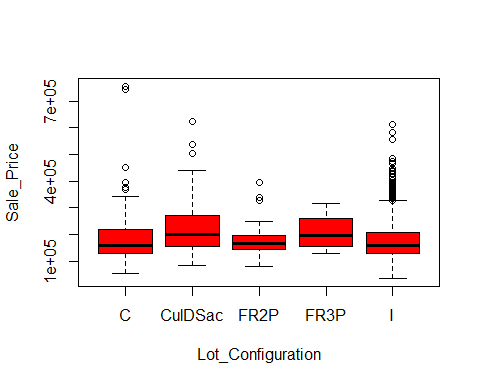 Sale_Price
7e+05
4e+05
1e+05
C CulDSac FR2P FR3P I
Lot_Configuration